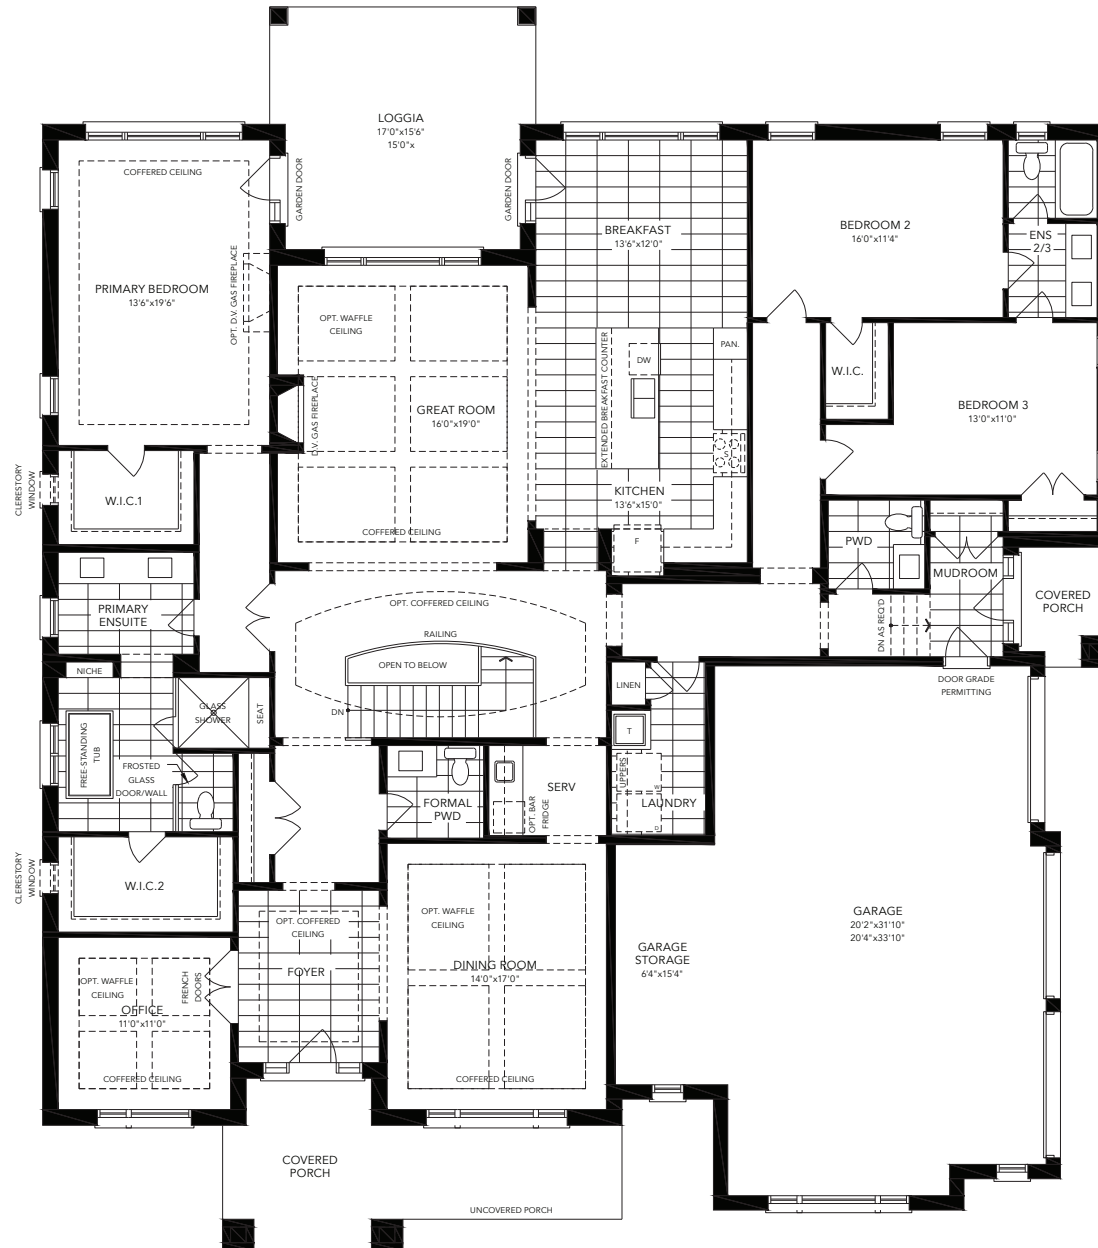 LOGGIA
17'0"x15'6"
15'0"x
COFFERED CEILING
GARDEN DOOR
GARDEN DOOR
BREAKFAST
13'6"x12'0"
BEDROOM 2
16'0"x11'4"
ENS
2/3
PRIMARY BEDROOM
13'6"x19'6"
OPT. D.V. GAS FIREPLACE
OPT. WAFFLE
CEILING
EXTENDED BREAKFAST COUNTER
DW
PAN.
W.I.C.
BEDROOM 3
13'0"x11'0"
D.V. GAS FIREPLACE
GREAT ROOM
16'0"x19'0"
S
CLERESTORY
WINDOW
W.I.C.1
KITCHEN
13'6"x15'0"
COFFERED CEILING
F
PWD
MUDROOM
COVERED
PORCH
PRIMARY
ENSUITE
OPT. COFFERED CEILING
RAILING
OPEN TO BELOW
DN AS REQ'D
NICHE
LINEN
DOOR GRADE
PERMITTING
GLASS
SHOWER
SEAT
DN
T
FREE-STANDING
TUB
FROSTED
GLASS
DOOR/WALL
FORMAL
PWD
SERV
OPT. BAR
FRIDGE
UPPERS
W
D
LAUNDRY
CLERESTORY
WINDOW
W.I.C.2
OPT. COFFERED
CEILING
OPT. WAFFLE
CEILING
GARAGE
20'2"x31'10"
20'4"x33'10"
GARAGE
STORAGE
6'4"x15'4"
FOYER
DINING ROOM
14'0"x17'0"
OPT. WAFFLE
CEILING
FRENCH
DOORS
OFFICE
11'0"x11'0"
COFFERED CEILING
COFFERED CEILING
COVERED
PORCH
UNCOVERED PORCH